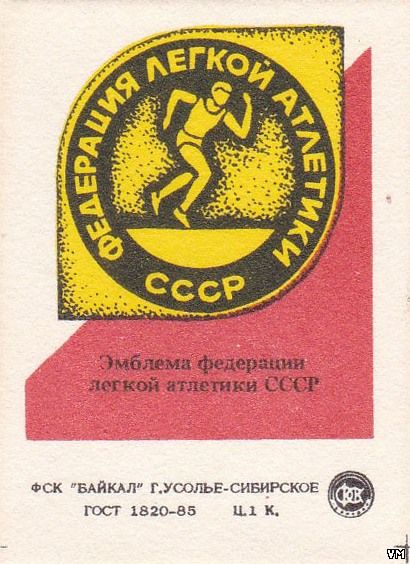 ФЕДЕРАЦИЯ ЛЕГКОЙ АТЛЕТИКИ
СССР
Эмблема федерации
легкой атлетики СССР
ФСК "БАЙКАЛ" Г.УСОЛЬЕ-СИБИРСКОЕ
ГОСТ 1820-85 Ц.1 К.
VM